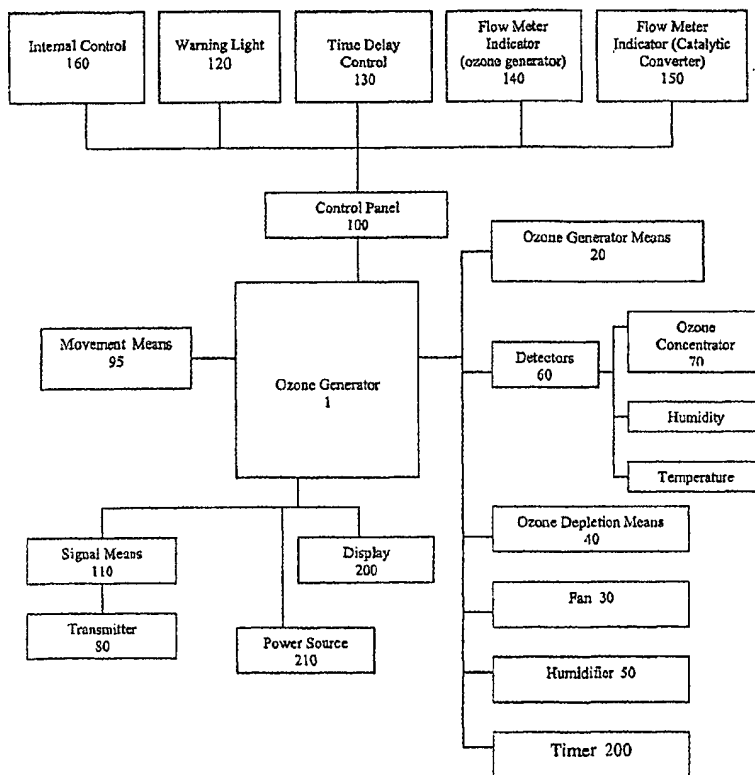 Internal Control
160
Warning Light
120
Time Delay
Control
130
Flow Meter
Indicator
(ozone generator)
140
Flow Meter
Indicator (Catalytic
Converter)
150
Control Panel
100
Ozone Generator Means
20
Movement Means
95
Ozone Generator
1
Detectors
60
Ozone
Concentrator
70
Humidity
Temperature
Signal Means
110
Display
200
Ozone Depletion Means
40
Transmitter
80
Power Source
210
Fan 30
Humidifier 50
Timer 200